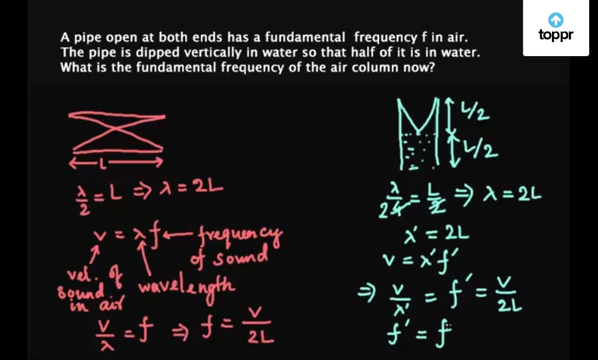 A pipe open at both ends has a fundamental frequency f in air.
The pipe is dipped vertically in water so that half of it is in water.
What is the fundamental frequency of the air column now?
toppr
L
λ/2 = L ⇒ λ = 2L
v = λ f ← frequency of sound
vel. of sound in air
wavelength
v/λ = f ⇒ f = v/2L
L/2
L/2
λ/24 = L/2 ⇒ λ = 2L
λ' = 2L
v = λ' f'
⇒ v/λ' = f' = v/2L
f' = f